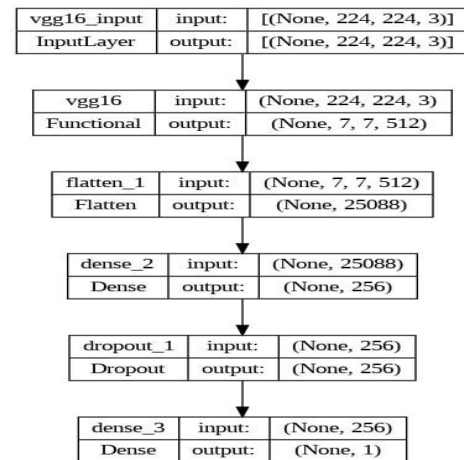 vgg16_input input: [(None, 224, 224, 3)]
InputLayer output: [(None, 224, 224, 3)]
vgg16 input: (None, 224, 224, 3)
Functional output: (None, 7, 7, 512)
flatten_1 input: (None, 7, 7, 512)
Flatten output: (None, 25088)
dense_2 input: (None, 25088)
Dense output: (None, 256)
dropout_1 input: (None, 256)
Dropout output: (None, 256)
dense_3 input: (None, 256)
Dense output: (None, 1)